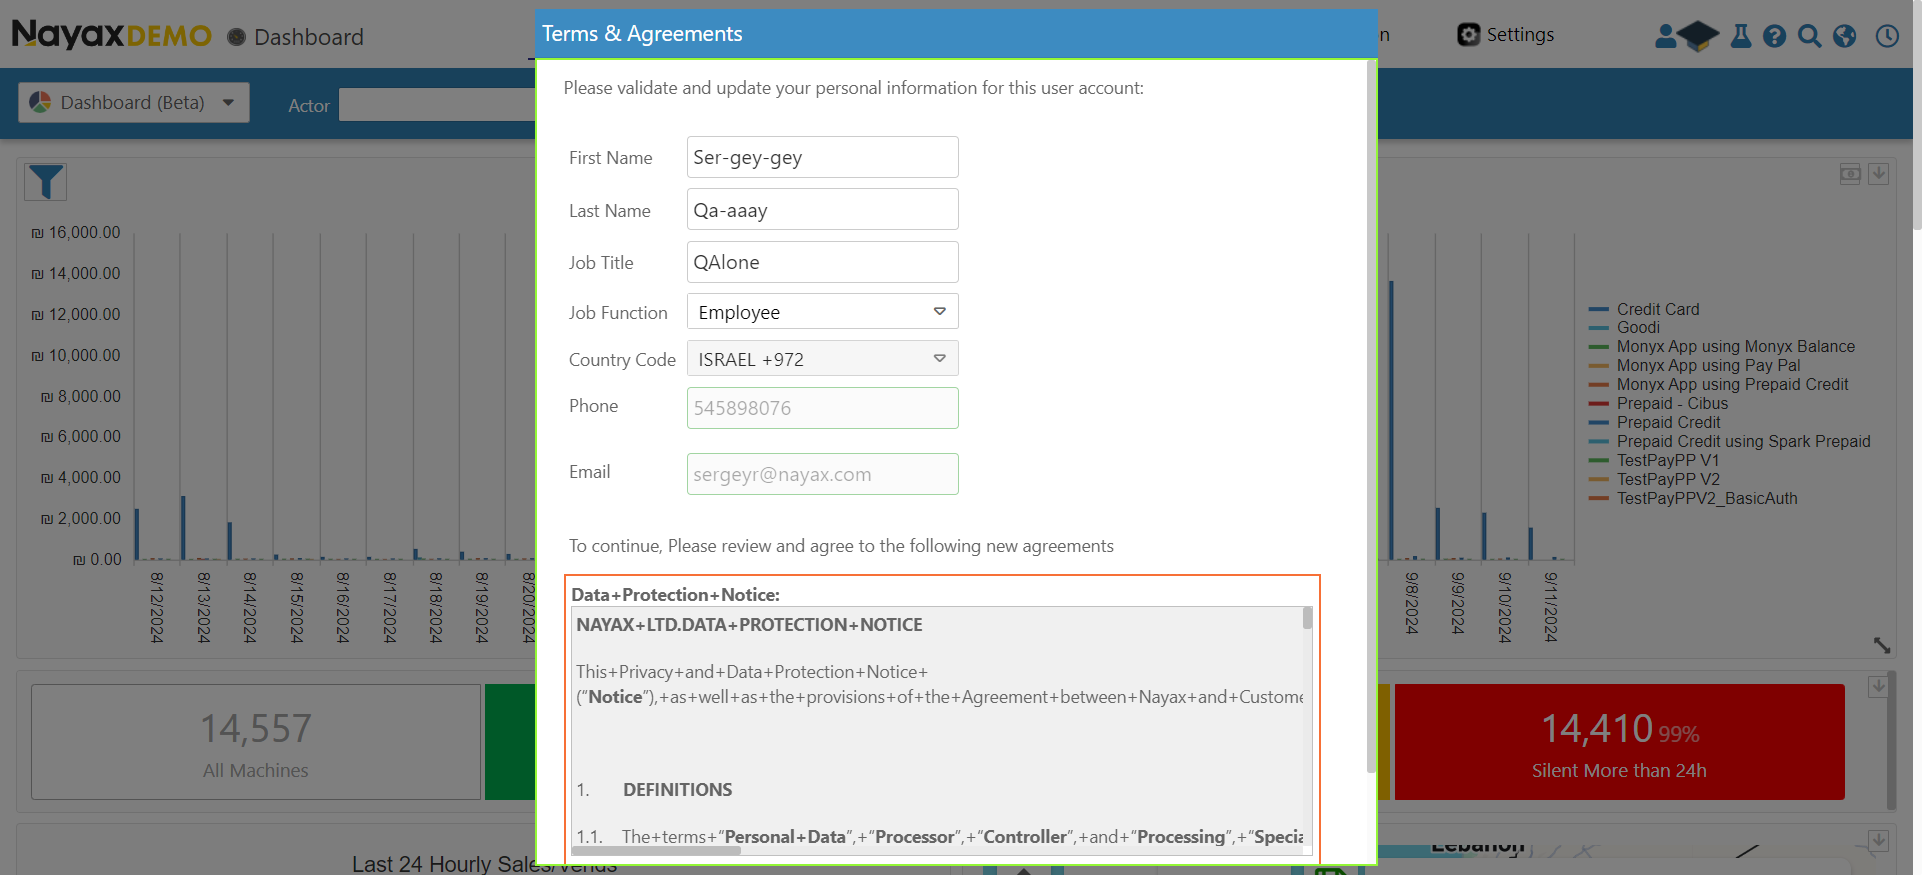 NayaxDEMO
Dashboard
n
Settings
Dashboard (Beta)
Actor
Terms & Agreements
Please validate and update your personal information for this user account:
First Name
Ser-gey-gey
Last Name
Qa-aaay
Job Title
QAlone
Job Function
Employee
Country Code
ISRAEL +972
Phone
545898076
Email
sergeyr@nayax.com
To continue, Please review and agree to the following new agreements
Data+Protection+Notice:
NAYAX+LTD.DATA+PROTECTION+NOTICE
This+Privacy+and+Data+Protection+Notice+
(“Notice”),+as+well+as+the+provisions+of+the+Agreement+between+Nayax+and+Custome
1. DEFINITIONS
1.1. The+terms+“Personal+Data”,+“Processor”,+“Controller”,+and+“Processing”,+“Specia
₪ 16,000.00
₪ 14,000.00
₪ 12,000.00
₪ 10,000.00
₪ 8,000.00
₪ 6,000.00
₪ 4,000.00
₪ 2,000.00
₪ 0.00
8/12/2024
8/13/2024
8/14/2024
8/15/2024
8/16/2024
8/17/2024
8/18/2024
8/19/2024
8/20/202
9/8/2024
9/9/2024
9/10/2024
9/11/2024
Credit Card
Goodi
Monyx App using Monyx Balance
Monyx App using Pay Pal
Monyx App using Prepaid Credit
Prepaid - Cibus
Prepaid Credit
Prepaid Credit using Spark Prepaid
TestPayPP V1
TestPayPP V2
TestPayPPV2_BasicAuth
14,557
All Machines
14,410 99%
Silent More than 24h
Last 24 Hourly Sales/Vends
Lebanon